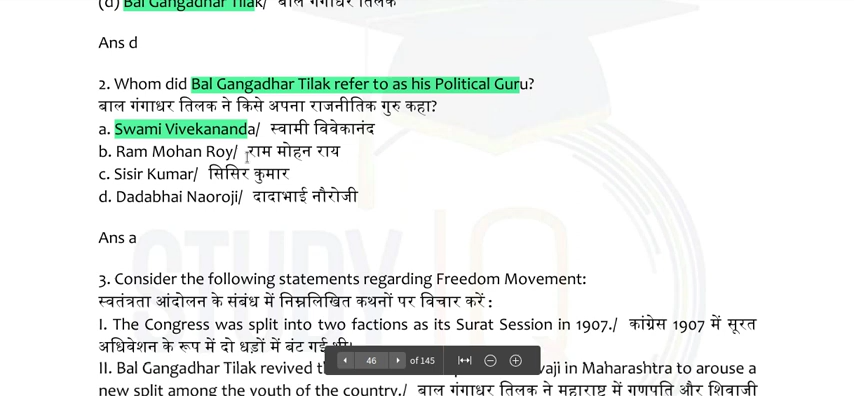 (d) Bal Gangadhar Tilak/ बाल गंगाधर तिलक
Ans d
2. Whom did Bal Gangadhar Tilak refer to as his Political Guru?
बाल गंगाधर तिलक ने किसे अपना राजनीतिक गुरु कहा?
a. Swami Vivekananda/ स्वामी विवेकानंद
b. Ram Mohan Roy/ राम मोहन राय
c. Sisir Kumar/ सिसिर कुमार
d. Dadabhai Naoroji/ दादाभाई नौरोजी
Ans a
3. Consider the following statements regarding Freedom Movement:
स्वतंत्रता आंदोलन के संबंध में निम्नलिखित कथनों पर विचार करें :
I. The Congress was split into two factions as its Surat Session in 1907./ कांग्रेस 1907 में सूरत
अधिवेशन के रूप में दो धड़ों में बंट गई थी।
46 of 145
II. Bal Gangadhar Tilak revived in Maharashtra to arouse a
new split among the youth of the country./ बाल गंगाधर तिलक ने महाराष्ट्र में गणपति और शिवाजी
STUDY IQ